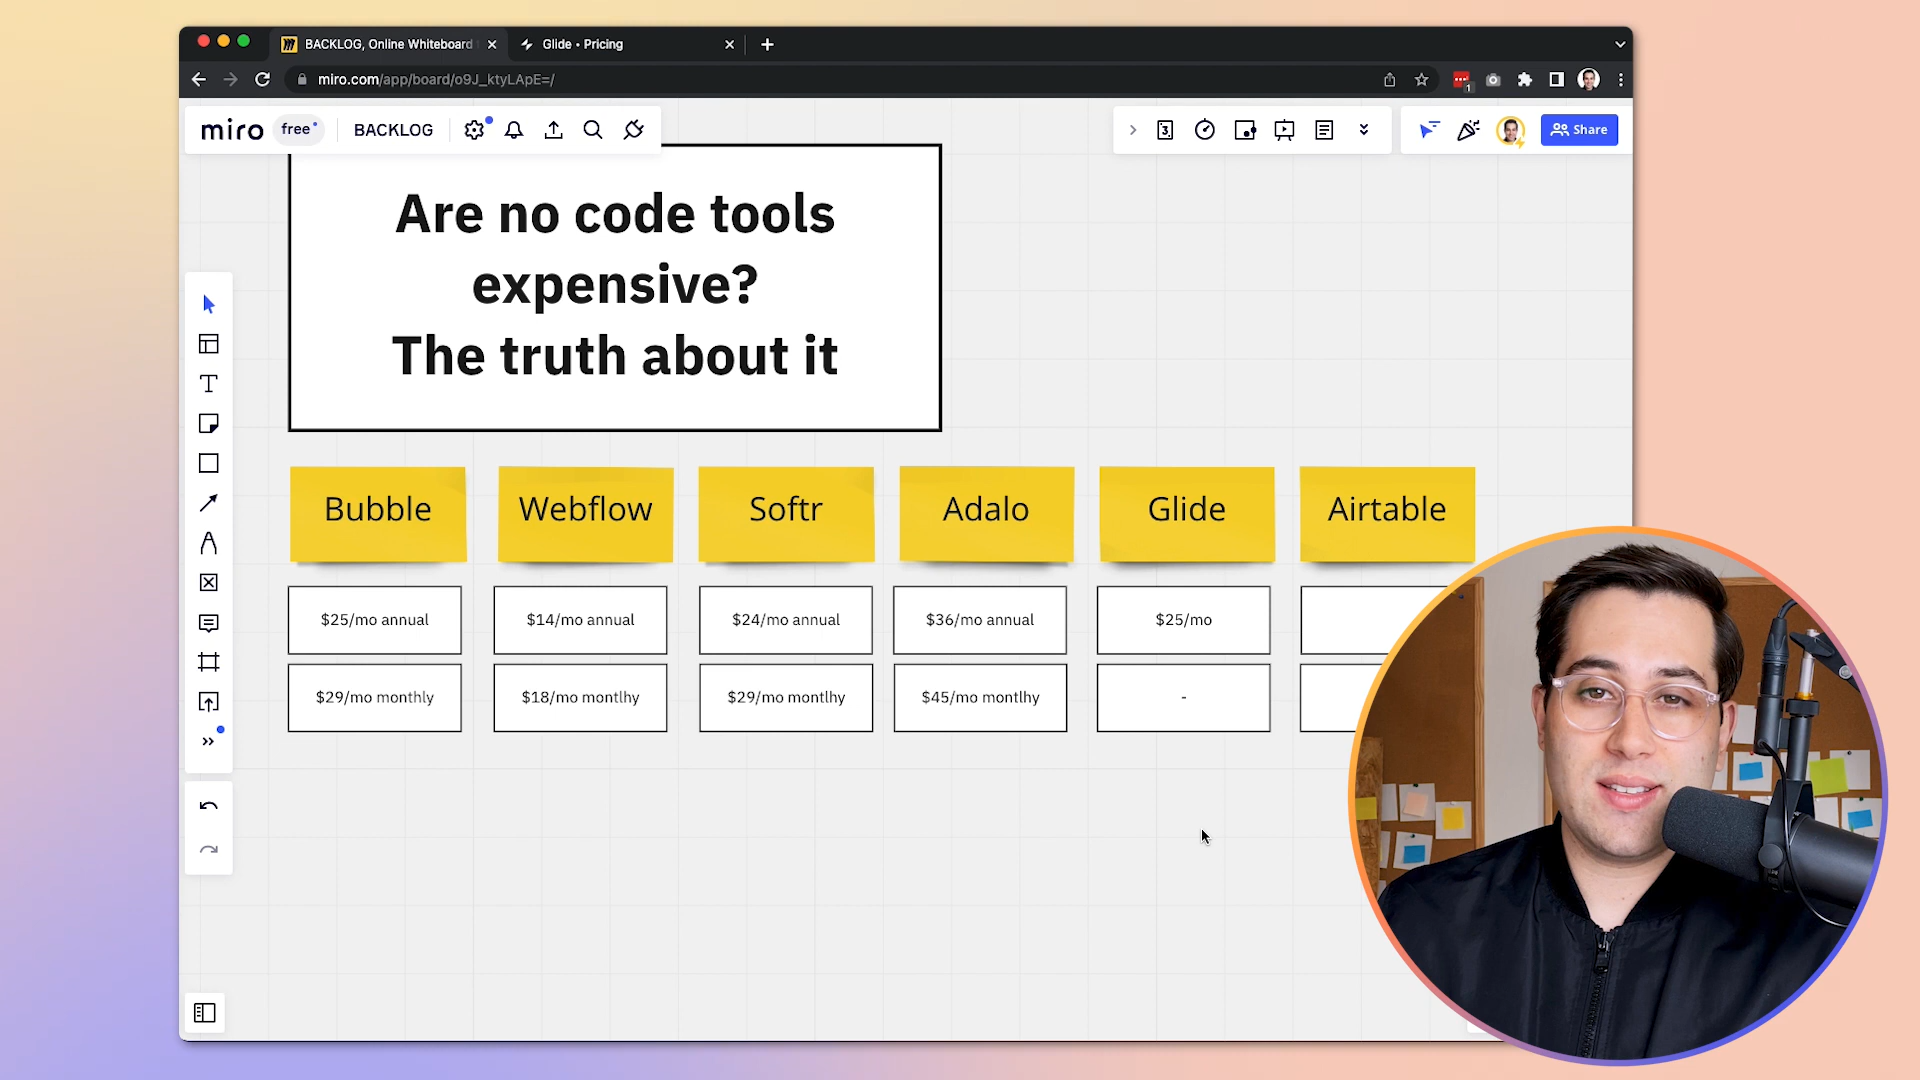 BACKLOG, Online Whiteboard
Glide • Pricing
miro.com/app/board/o9J_ktyLApE=/
1
miro
free
BACKLOG
3
Share
Are no code tools
expensive?
The truth about it
Bubble
Webflow
Softr
Adalo
Glide
Airtable
$25/mo annual
$14/mo annual
$24/mo annual
$36/mo annual
$25/mo
$29/mo monthly
$18/mo montlhy
$29/mo montlhy
$45/mo montlhy
-